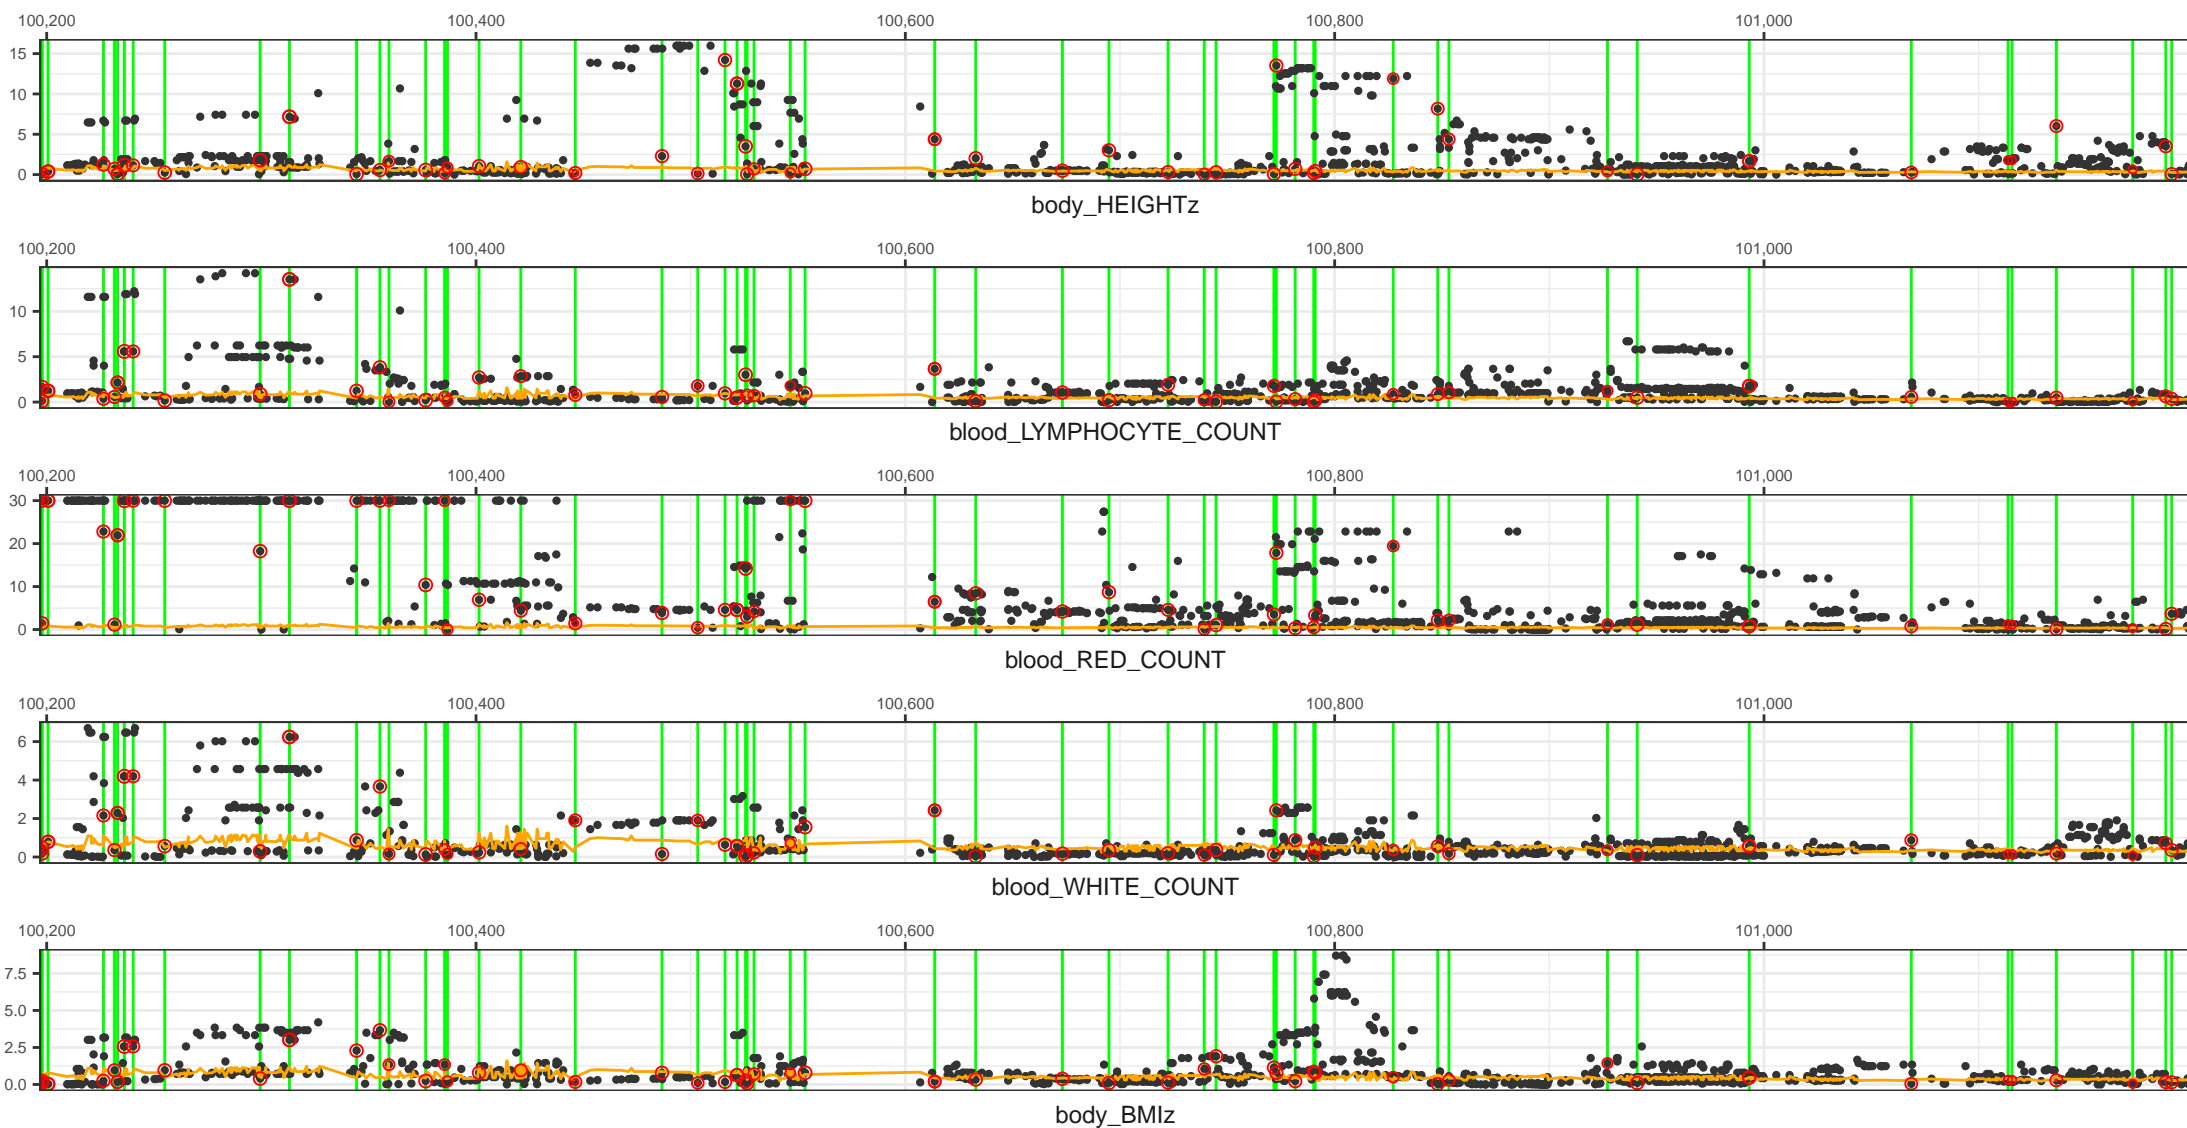 100,200 100,400 100,600 100,800 101,000
15
10
5
0
body_HEIGHTz
100,200 100,400 100,600 100,800 101,000
10
5
0
blood_LYMPHOCYTE_COUNT
100,200 100,400 100,600 100,800 101,000
30
20
10
0
blood_RED_COUNT
100,200 100,400 100,600 100,800 101,000
6
4
2
0
blood_WHITE_COUNT
100,200 100,400 100,600 100,800 101,000
7.5
5.0
2.5
0.0
body_BMIz